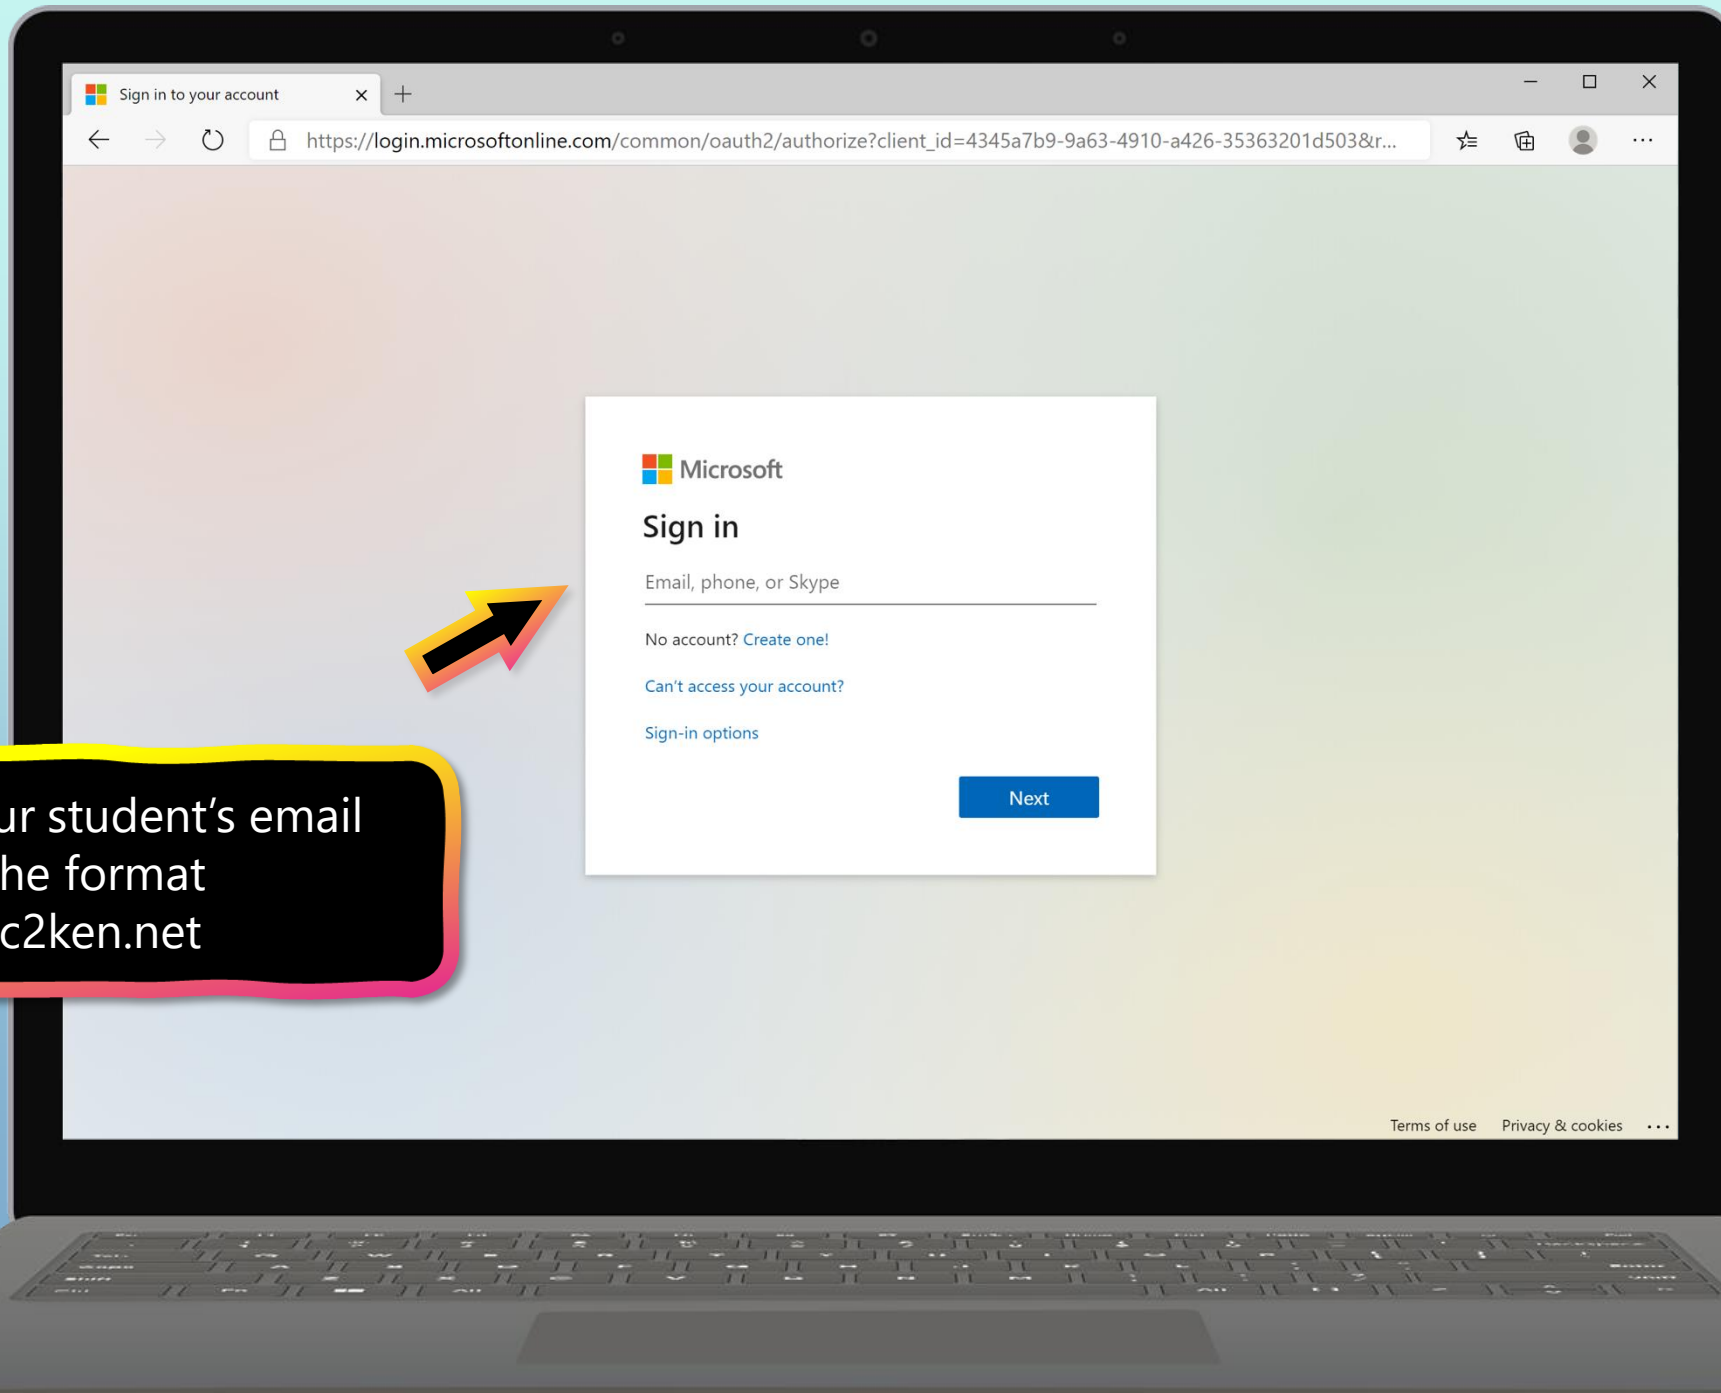 Sign in to your account
https://login.microsoftonline.com/common/oauth2/authorize?client_id=4345a7b9-9a63-4910-a426-35363201d503&r...
Microsoft
Sign in
Email, phone, or Skype
No account? Create one!
Can't access your account?
Sign-in options
Next
ur student's email
he format
c2ken.net
Terms of use Privacy & cookies